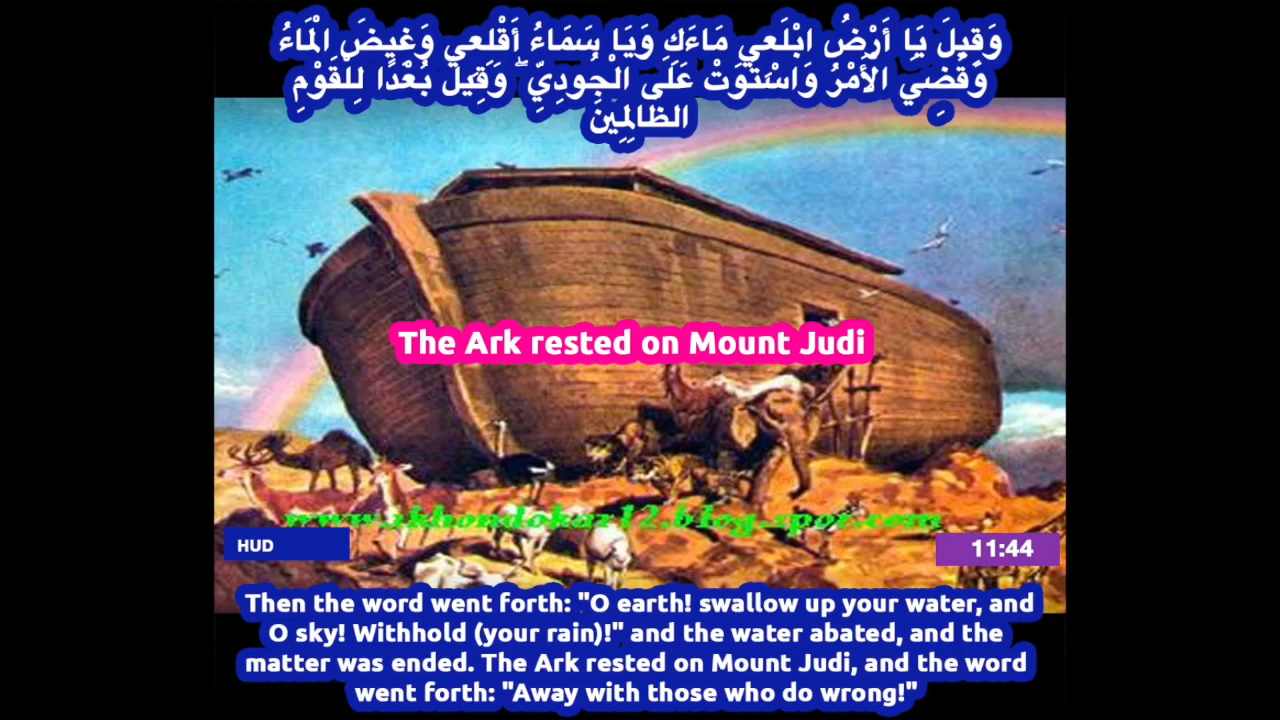 وَقِيلَ يَا أَرْضُ ابْلَعِي مَاءَكِ وَيَا سَمَاءُ أَقْلِعِي وَغِيضَ الْمَاءُ
وَقُضِيَ الْأَمْرُ وَاسْتَوَتْ عَلَى الْجُودِيِّ ۖ وَقِيلَ بُعْدًا لِلْقَوْمِ
الظَّالِمِينَ
The Ark rested on Mount Judi
HUD
11:44
Then the word went forth: "O earth! swallow up your water, and
O sky! Withhold (your rain)!" and the water abated, and the
matter was ended. The Ark rested on Mount Judi, and the word
went forth: "Away with those who do wrong!"